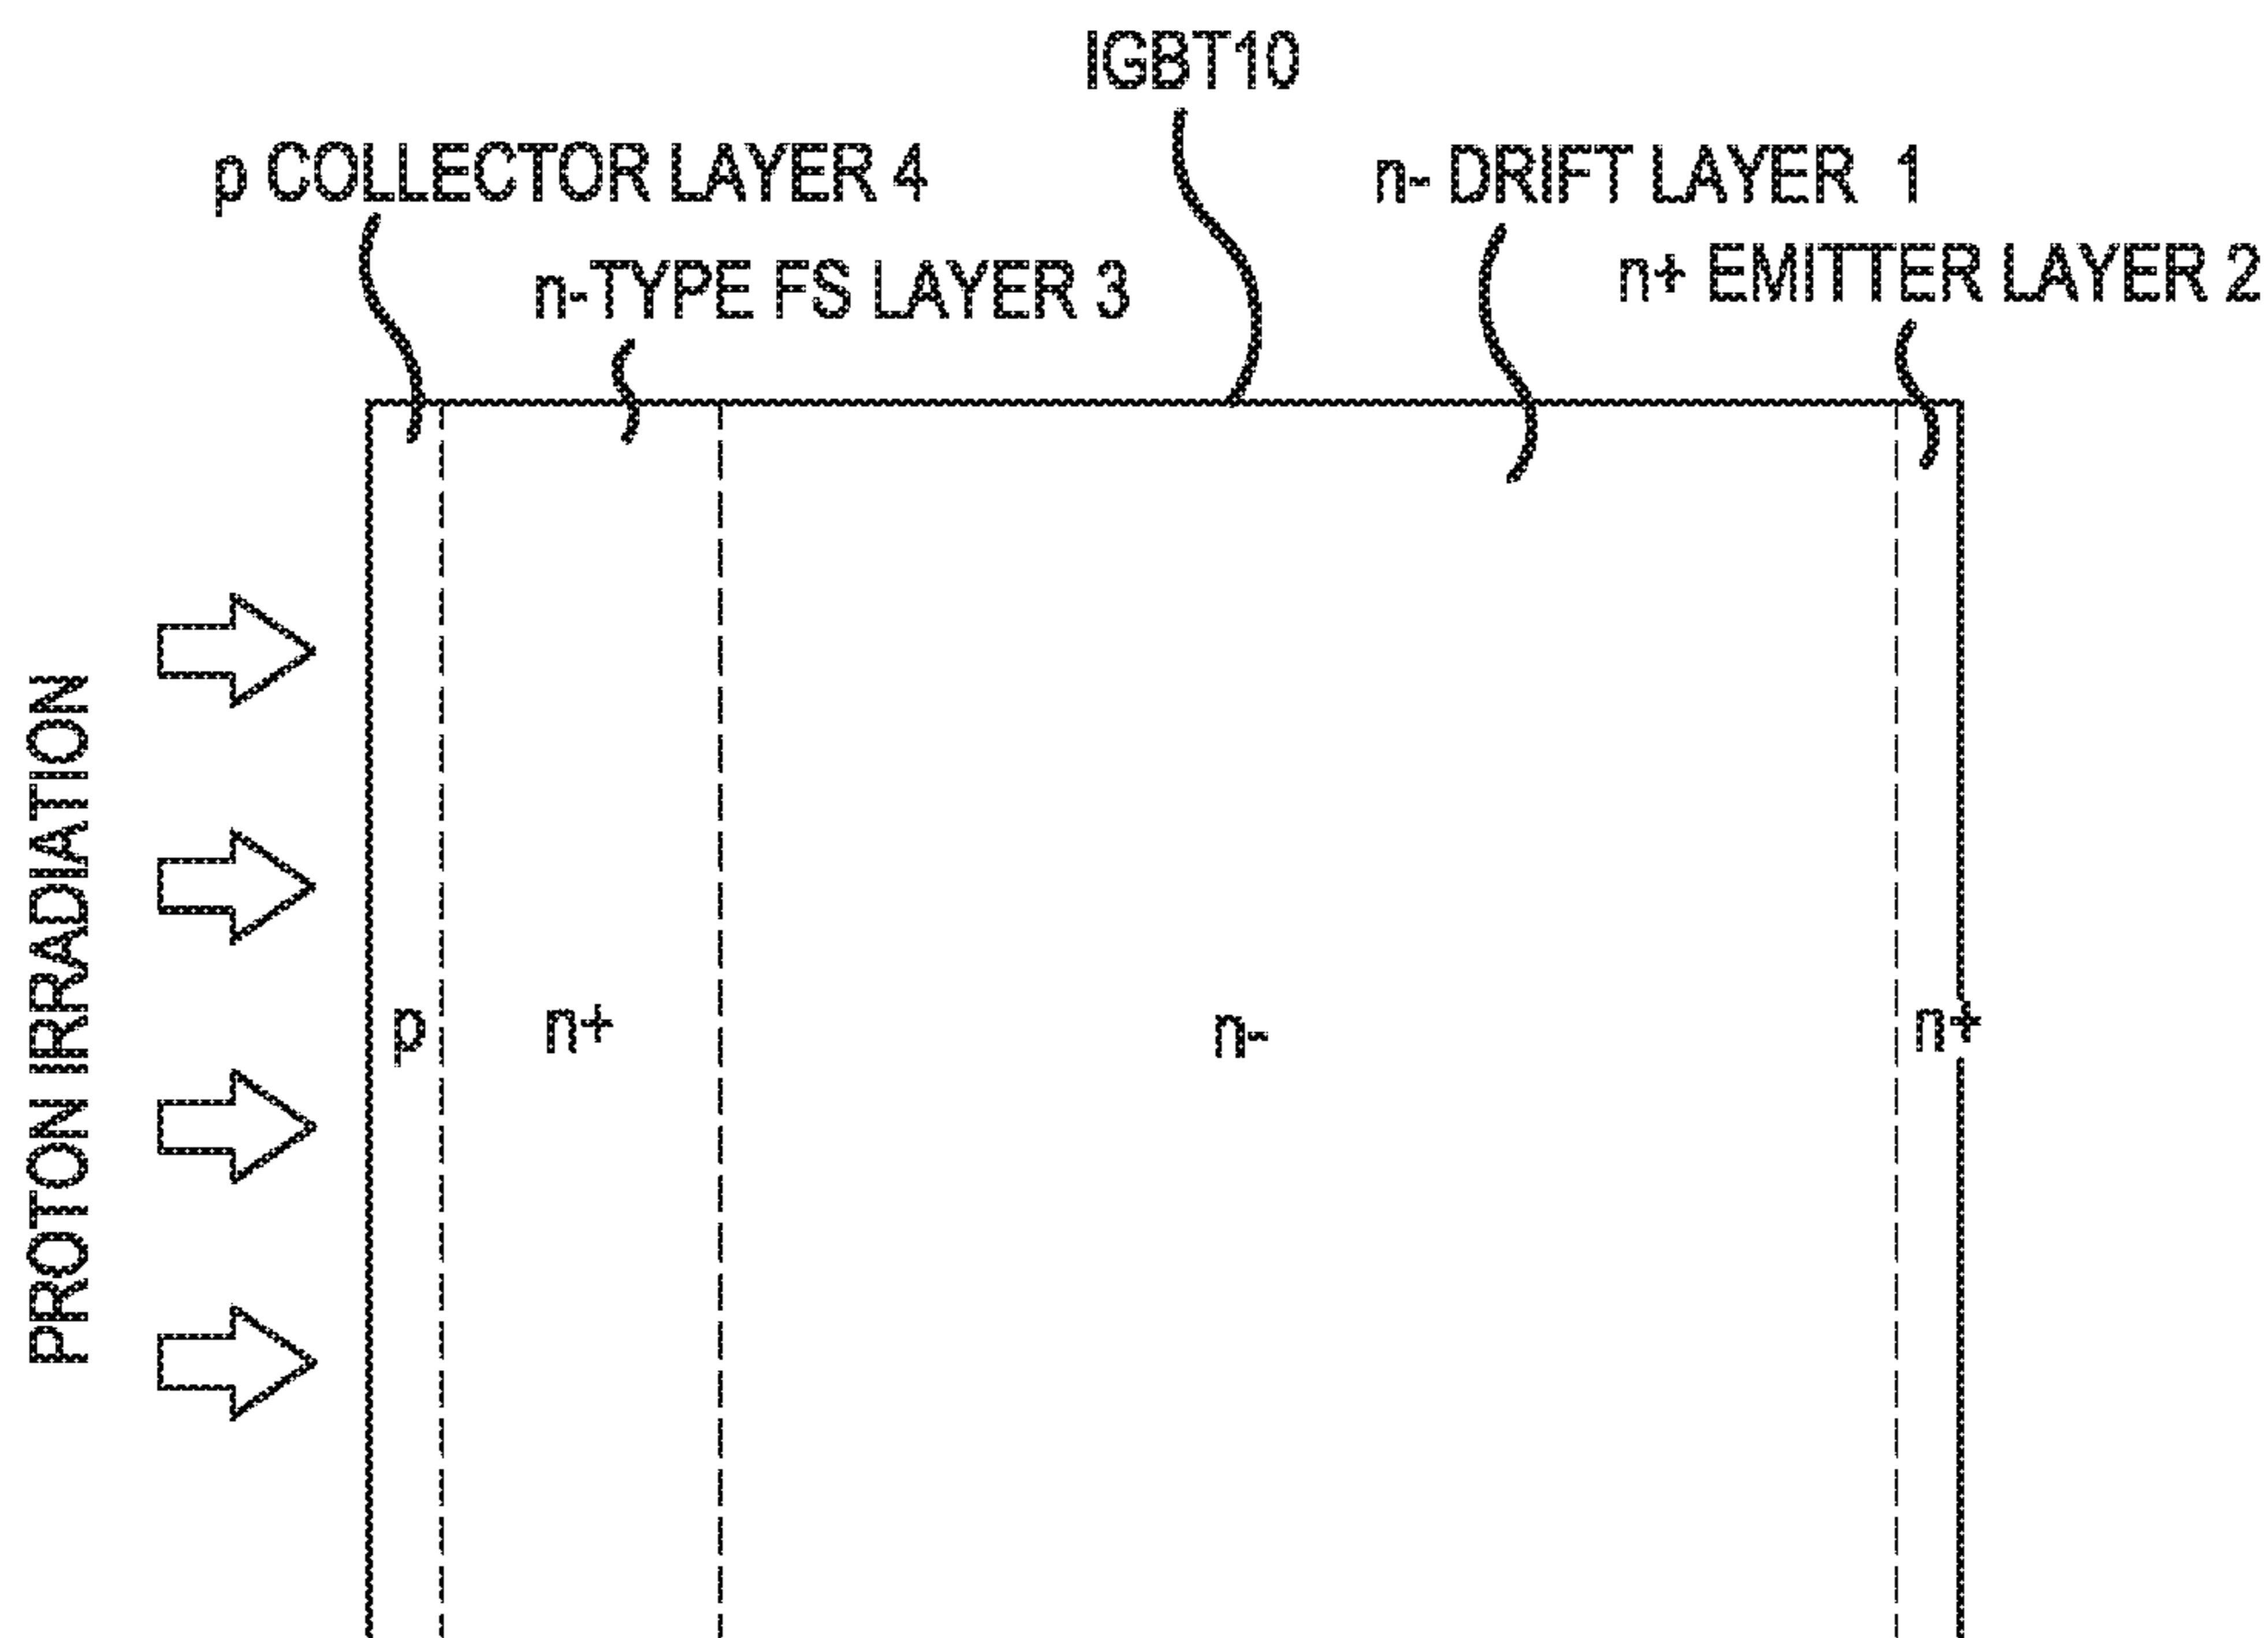 IGBT10
p COLLECTOR LAYER 4
n- DRIFT LAYER 1
n-TYPE FS LAYER 3
n+ EMITTER LAYER 2
PROTON IRRADIATION
p
n+
n-
n+